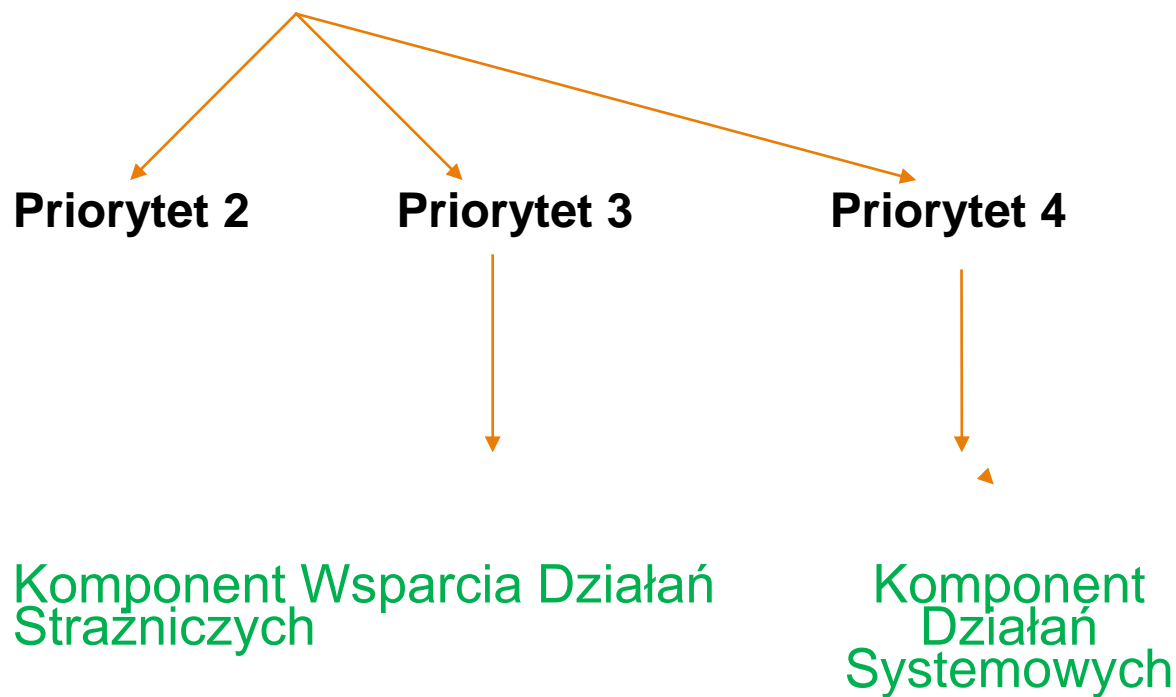 Priorytet 2 Priorytet 3 Priorytet 4
Komponent Wsparcia Działań
Strażniczych
Komponent
Działań
Systemowych